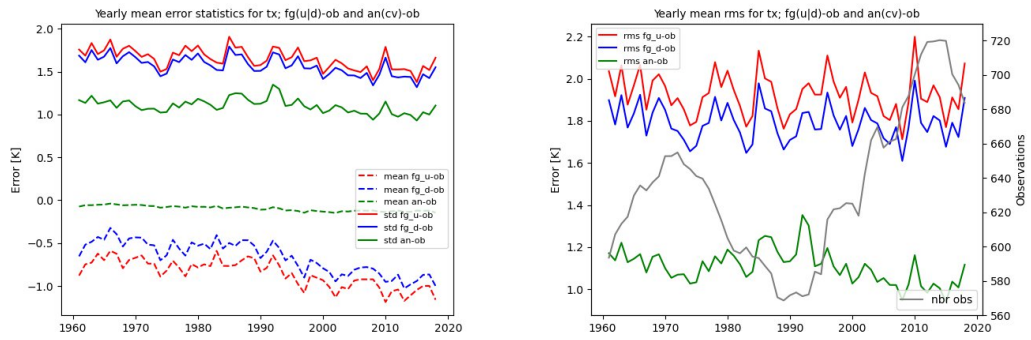 Yearly mean error statistics for tx; fg(u|d)-ob and an(cv)-ob
2.0
1.5
1.0
0.5
0.0
−0.5
−1.0
Error [K]
mean fg_u-ob
mean fg_d-ob
mean an-ob
std fg_u-ob
std fg_d-ob
std an-ob
1960
1970
1980
1990
2000
2010
2020
Yearly mean rms for tx; fg(u|d)-ob and an(cv)-ob
2.2
2.0
1.8
1.6
1.4
1.2
1.0
Error [K]
rms fg_u-ob
rms fg_d-ob
rms an-ob
nbr obs
720
700
680
660
640
620
600
580
560
Observations
1960
1970
1980
1990
2000
2010
2020